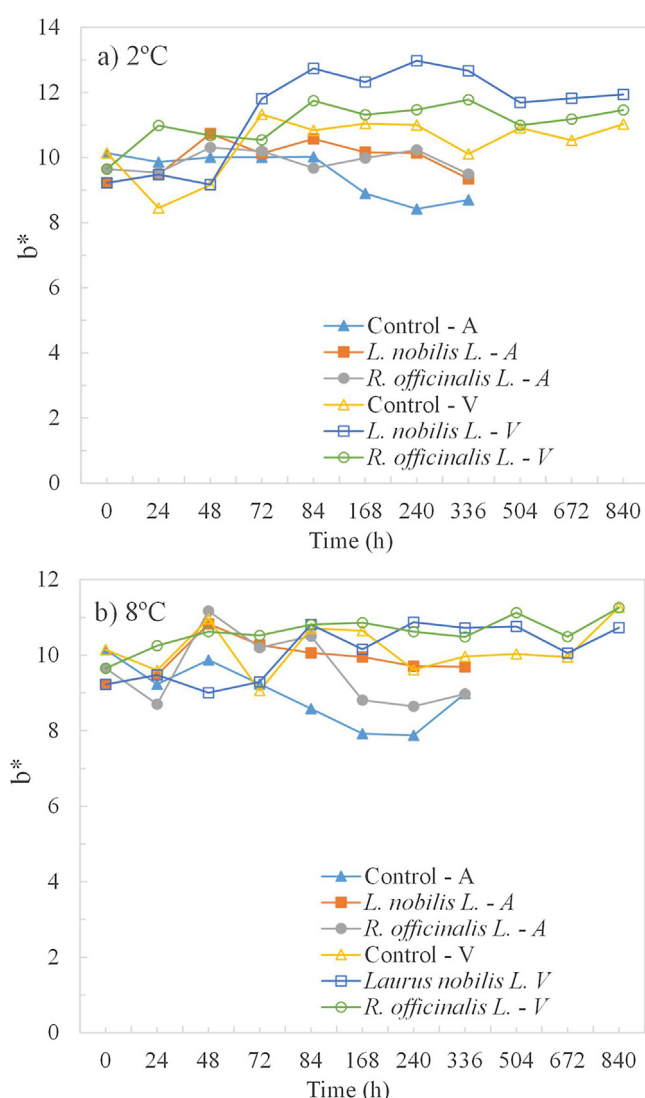 a) 2°C
14
12
10
8
6
4
2
0
b*
Control - A
L. nobilis L. - A
R. officinalis L. - A
Control - V
L. nobilis L. - V
R. officinalis L. - V
0 24 48 72 84 168 240 336 504 672 840
Time (h)
b) 8°C
12
10
8
6
4
2
0
b*
Control - A
L. nobilis L. - A
R. officinalis L. - A
Control - V
Laurus nobilis L. V
R. officinalis L. - V
0 24 48 72 84 168 240 336 504 672 840
Time (h)